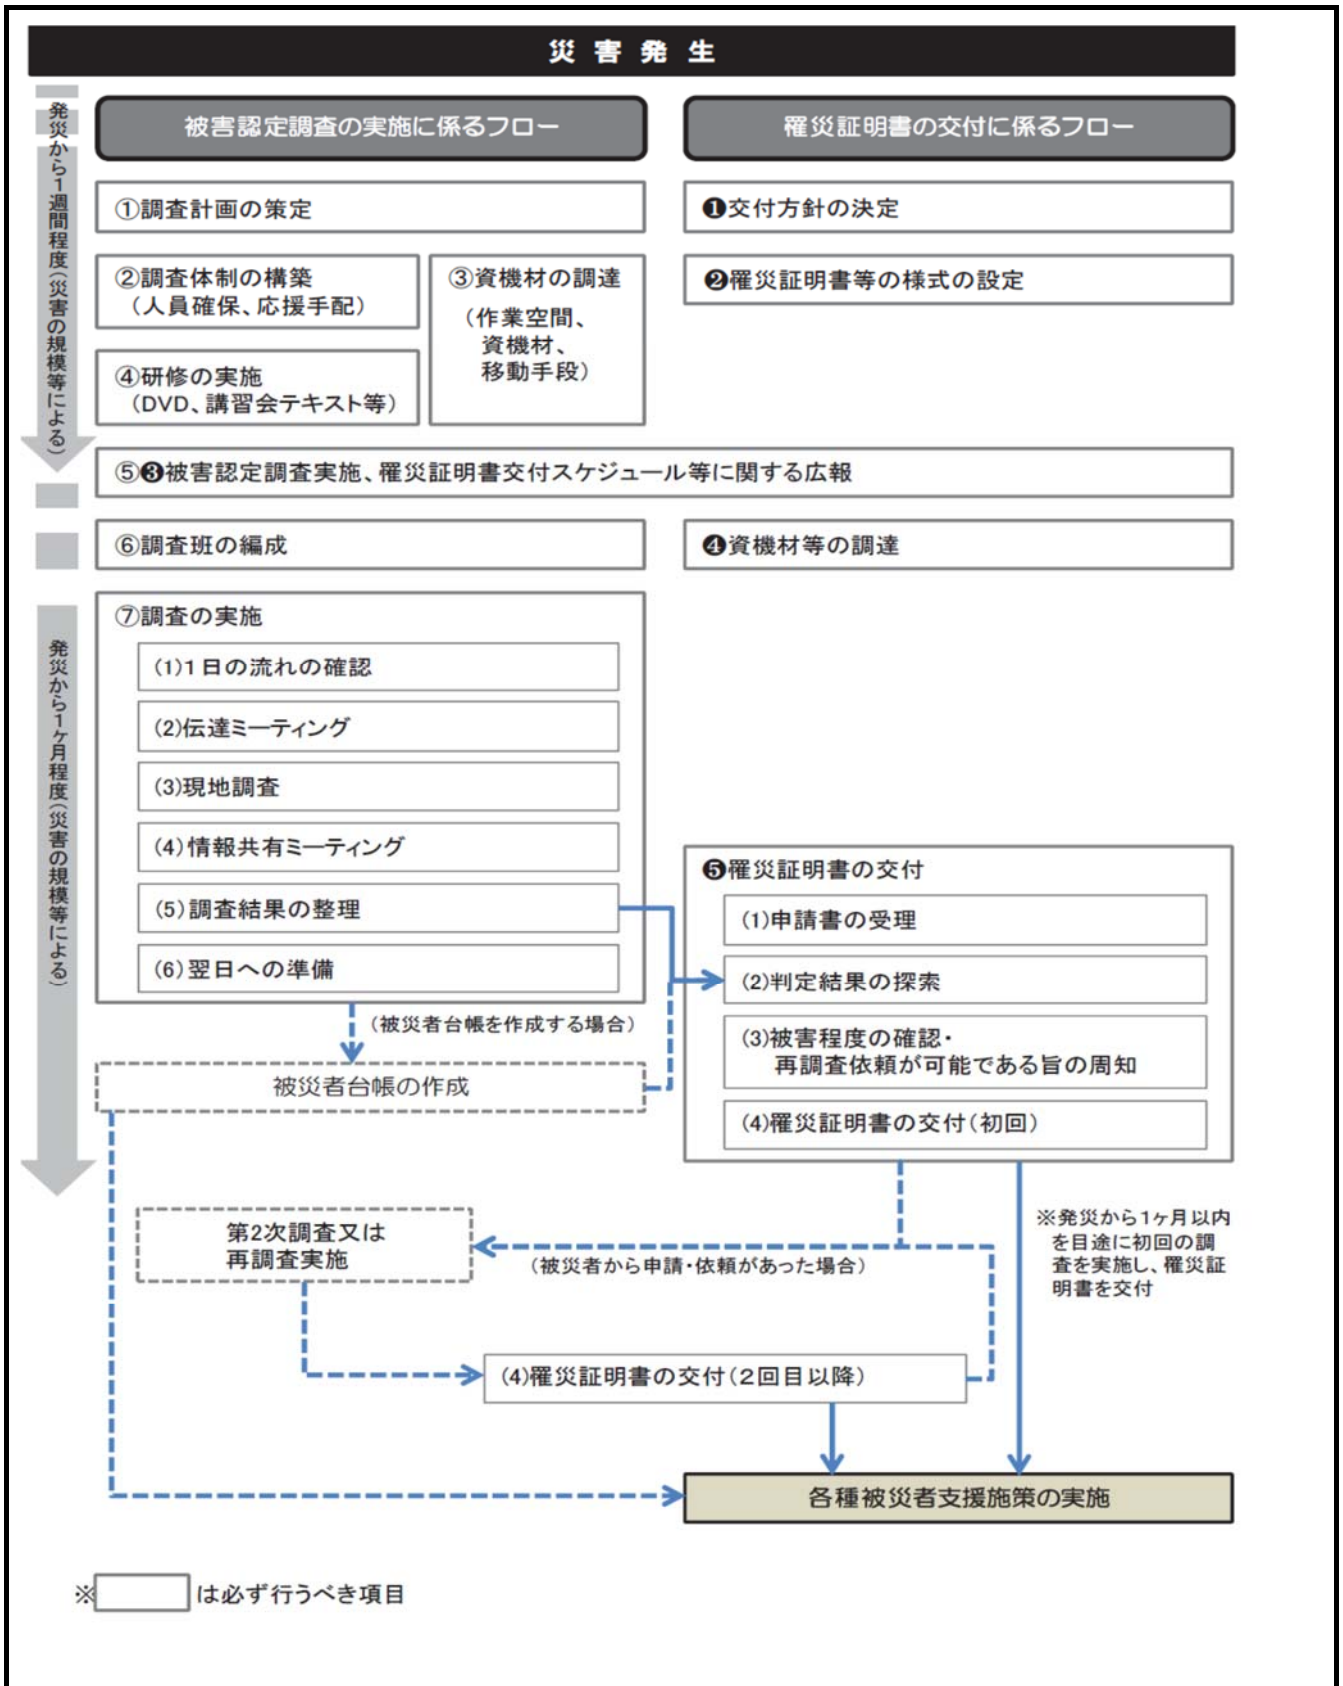 災害発生
発災から1週間程度(災害の規模等による)
被害認定調査の実施に係るフロー
罹災証明書の交付に係るフロー
①調査計画の策定
❶交付方針の決定
②調査体制の構築
(人員確保、応援手配)
③資機材の調達
(作業空間、
資機材、
移動手段)
❷罹災証明書等の様式の設定
④研修の実施
(DVD、講習会テキスト等)
⑤❸被害認定調査実施、罹災証明書交付スケジュール等に関する広報
⑥調査班の編成
❹資機材等の調達
発災から1ヶ月程度(災害の規模等による)
⑦調査の実施
(1)1日の流れの確認
(2)伝達ミーティング
(3)現地調査
(4)情報共有ミーティング
(5)調査結果の整理
(6)翌日への準備
❺罹災証明書の交付
(1)申請書の受理
(2)判定結果の探索
(3)被害程度の確認・
再調査依頼が可能である旨の周知
(4)罹災証明書の交付(初回)
(被災者台帳を作成する場合)
被災者台帳の作成
第2次調査又は
再調査実施
(被災者から申請・依頼があった場合)
※発災から1ヶ月以内
を目途に初回の調
査を実施し、罹災証
明書を交付
(4)罹災証明書の交付(2回目以降)
各種被災者支援施策の実施
※ は必ず行うべき項目